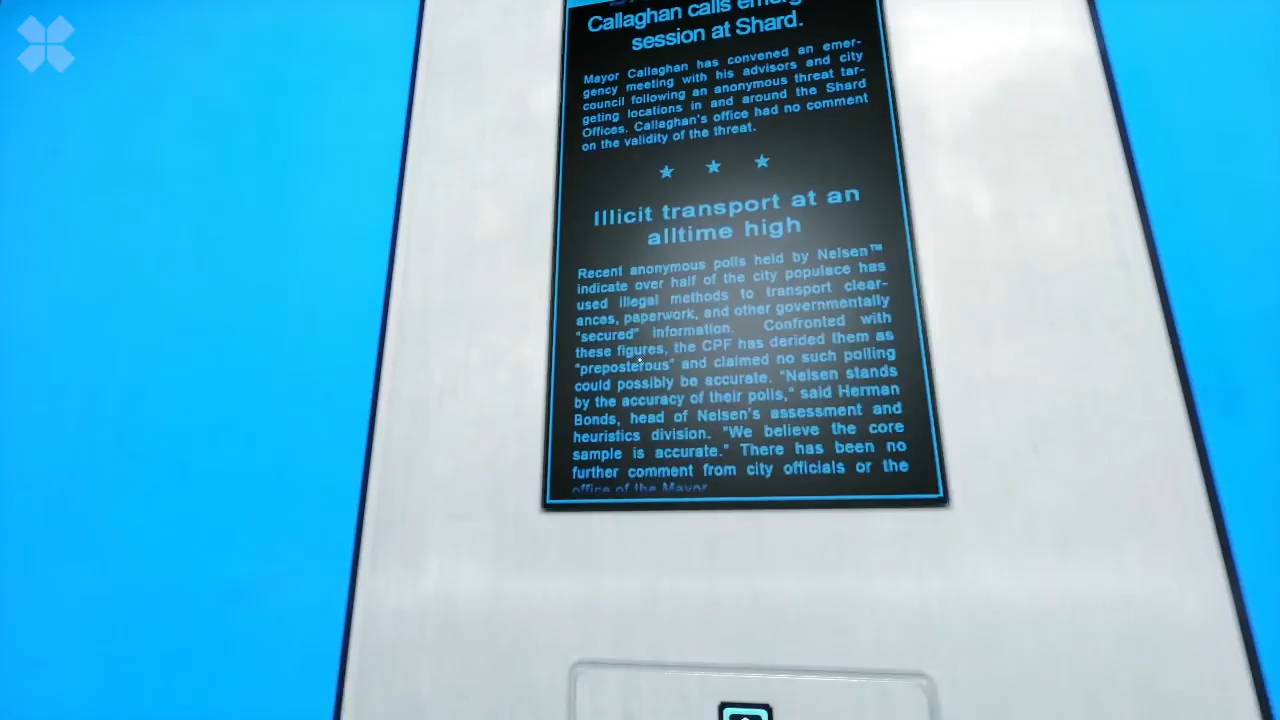 Callaghan calls emerg
session at Shard.
Mayor Callaghan has convened an emer-
gency meeting with his advisors and city
council following an anonymous threat tar-
geting locations in and around the Shard
Offices. Callaghan's office had no comment
on the validity of the threat.
Illicit transport at an
alltime high
Recent anonymous polls held by Nelsen™
indicate over half of the city populace has
used illegal methods to transport clear-
ances, paperwork, and other governmentally
"secured" information. Confronted with
these figures, the CPF has derided them as
"preposterous" and claimed no such polling
could possibly be accurate. "Nelsen stands
by the accuracy of their polls," said Herman
Bonds, head of Nelsen's assessment and
heuristics division. "We believe the core
sample is accurate." There has been no
further comment from city officials or the
office of the Mayor